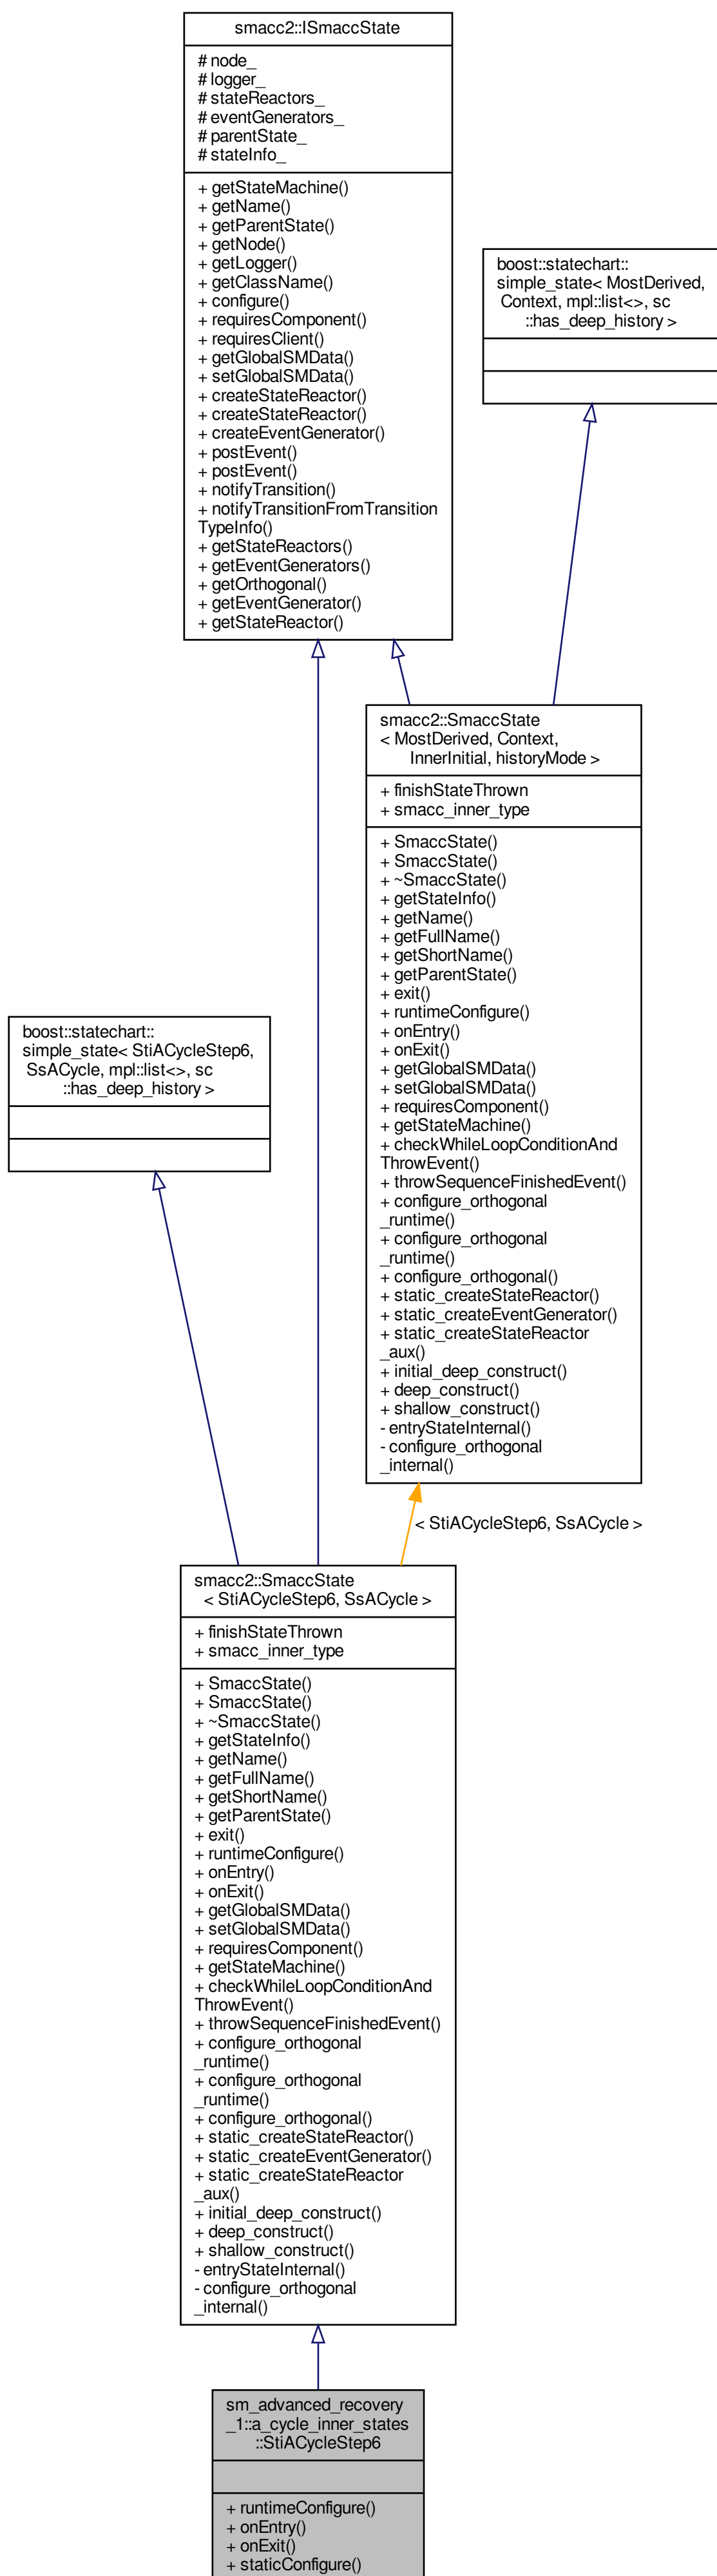 smacc2::ISmaccState
# node_
# logger_
# stateReactors_
# eventGenerators_
# parentState_
# stateInfo_
+ getStateMachine()
+ getName()
+ getParentState()
+ getNode()
+ getLogger()
+ getClassName()
+ configure()
+ requiresComponent()
+ requiresClient()
+ getGlobalSMData()
+ setGlobalSMData()
+ createStateReactor()
+ createStateReactor()
+ createEventGenerator()
+ postEvent()
+ postEvent()
+ notifyTransition()
+ notifyTransitionFromTransition
TypeInfo()
+ getStateReactors()
+ getEventGenerators()
+ getOrthogonal()
+ getEventGenerator()
+ getStateReactor()
boost::statechart::
simple_state< MostDerived,
Context, mpl::list<>, sc
::has_deep_history >
smacc2::SmaccState
< MostDerived, Context,
InnerInitial, historyMode >
+ finishStateThrown
+ smacc_inner_type
+ SmaccState()
+ SmaccState()
+ ~SmaccState()
+ getStateInfo()
+ getName()
+ getFullName()
+ getShortName()
+ getParentState()
+ exit()
+ runtimeConfigure()
+ onEntry()
+ onExit()
+ getGlobalSMData()
+ setGlobalSMData()
+ requiresComponent()
+ getStateMachine()
+ checkWhileLoopConditionAnd
ThrowEvent()
+ throwSequenceFinishedEvent()
+ configure_orthogonal
_runtime()
+ configure_orthogonal
_runtime()
+ configure_orthogonal()
+ static_createStateReactor()
+ static_createEventGenerator()
+ static_createStateReactor
_aux()
+ initial_deep_construct()
+ deep_construct()
+ shallow_construct()
- entryStateInternal()
- configure_orthogonal
_internal()
boost::statechart::
simple_state< StiACycleStep6,
SsACycle, mpl::list<>, sc
::has_deep_history >
< StiACycleStep6, SsACycle >
smacc2::SmaccState
< StiACycleStep6, SsACycle >
+ finishStateThrown
+ smacc_inner_type
+ SmaccState()
+ SmaccState()
+ ~SmaccState()
+ getStateInfo()
+ getName()
+ getFullName()
+ getShortName()
+ getParentState()
+ exit()
+ runtimeConfigure()
+ onEntry()
+ onExit()
+ getGlobalSMData()
+ setGlobalSMData()
+ requiresComponent()
+ getStateMachine()
+ checkWhileLoopConditionAnd
ThrowEvent()
+ throwSequenceFinishedEvent()
+ configure_orthogonal
_runtime()
+ configure_orthogonal
_runtime()
+ configure_orthogonal()
+ static_createStateReactor()
+ static_createEventGenerator()
+ static_createStateReactor
_aux()
+ initial_deep_construct()
+ deep_construct()
+ shallow_construct()
- entryStateInternal()
- configure_orthogonal
_internal()
sm_advanced_recovery
_1::a_cycle_inner_states
::StiACycleStep6
+ runtimeConfigure()
+ onEntry()
+ onExit()
+ staticConfigure()